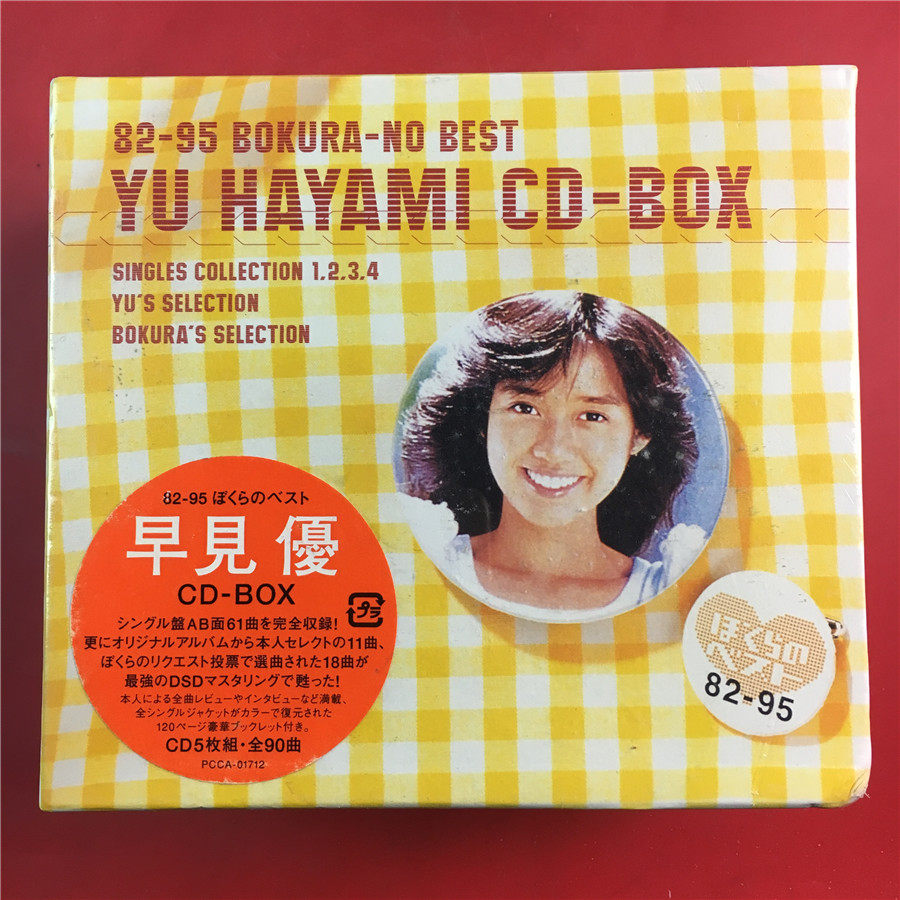 82-95 BOKURA-NO BEST
YU HAYAMI CD-BOX
SINGLES COLLECTION 1,2,3,4
YU'S SELECTION
BOKURA'S SELECTION
82-95 ぼくらのベスト
早見 優
CD-BOX
プラ
シングル盤AB面61曲を完全収録!
更にオリジナルアルバムから本人セレクトの11曲、
ぼくらのリクエスト投票で選曲された18曲が
最強のDSDマスタリングで甦った!
本人による全曲レビューやインタビューなど満載、
全シングルジャケットがカラーで復元された
120ページ豪華ブックレット付き。
CD5枚組・全90曲
PCCA-01712
ぼくらの
ベスト
82-95